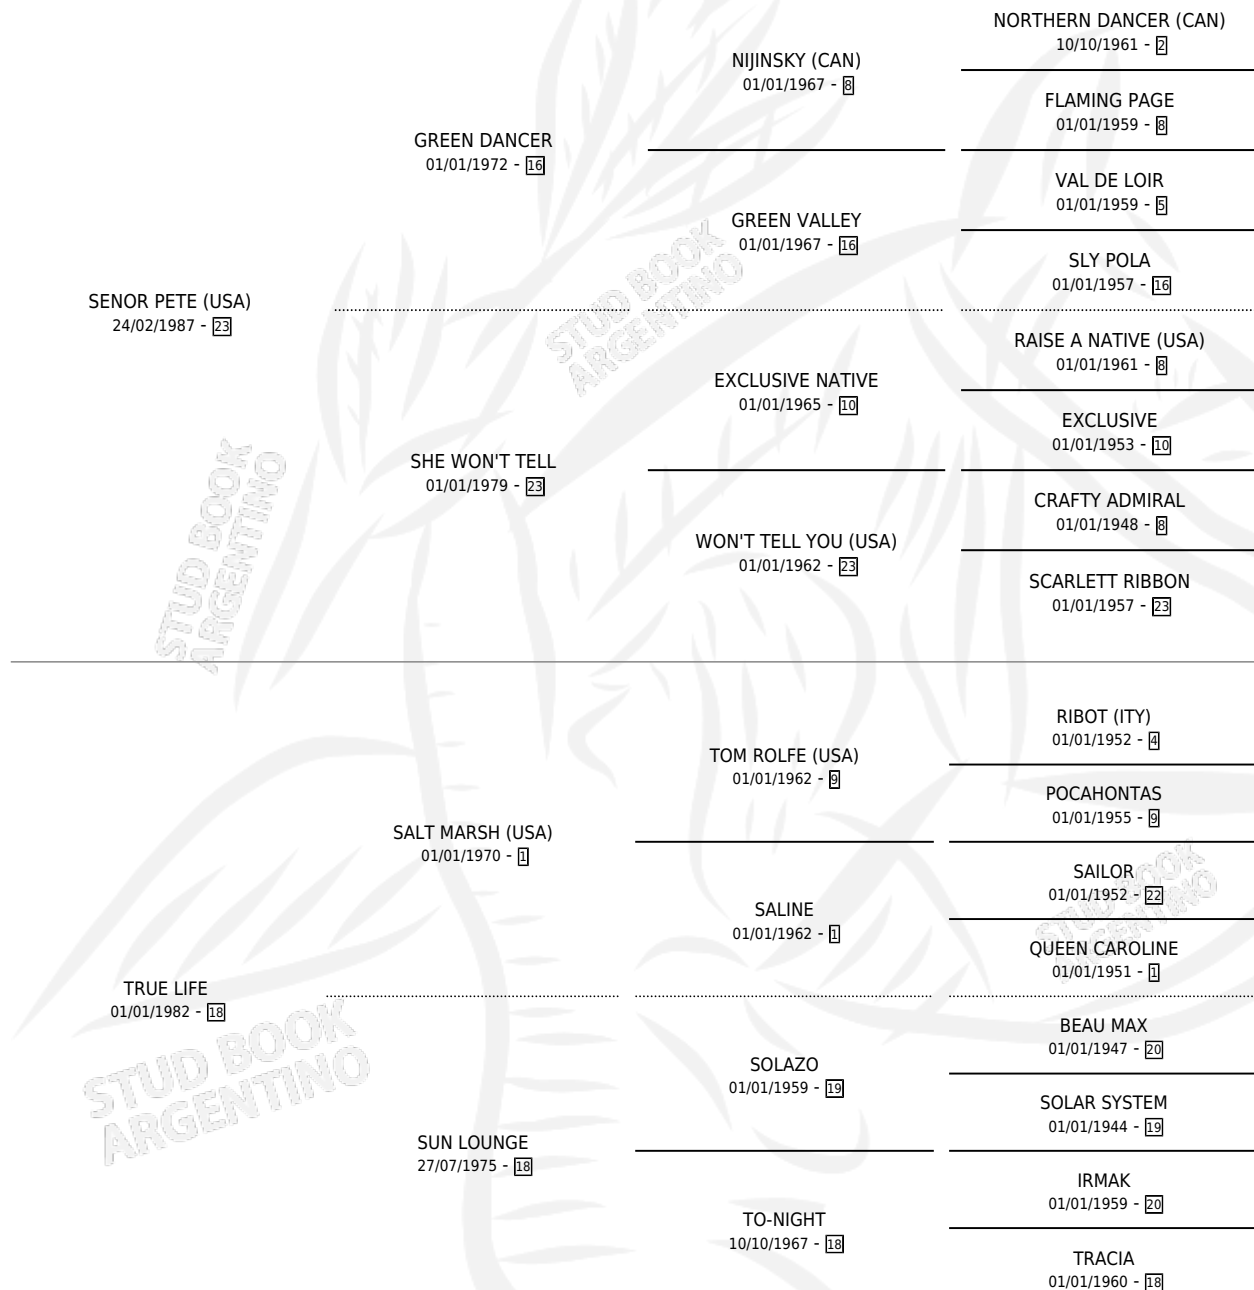 NORTHERN DANCER (CAN)
10/10/1961 - 2
NIJINSKY (CAN)
01/01/1967 - 8
FLAMING PAGE
01/01/1959 - 8
GREEN DANCER
01/01/1972 - 16
VAL DE LOIR
01/01/1959 - 5
GREEN VALLEY
01/01/1967 - 16
SLY POLA
01/01/1957 - 16
SENOR PETE (USA)
24/02/1987 - 23
STUD BOOK
ARGENTINO
RAISE A NATIVE (USA)
01/01/1961 - 8
EXCLUSIVE NATIVE
01/01/1965 - 10
EXCLUSIVE
01/01/1953 - 10
SHE WON'T TELL
01/01/1979 - 23
CRAFTY ADMIRAL
01/01/1948 - 8
WON'T TELL YOU (USA)
01/01/1962 - 23
SCARLETT RIBBON
01/01/1957 - 23
STUD BOOK
ARGENTINO
RIBOT (ITY)
01/01/1952 - 4
TOM ROLFE (USA)
01/01/1962 - 9
POCAHONTAS
01/01/1955 - 9
SALT MARSH (USA)
01/01/1970 - 1
SAILOR
01/01/1952 - 22
SALINE
01/01/1962 - 1
QUEEN CAROLINE
01/01/1951 - 1
STUD BOOK
ARGENTINO
TRUE LIFE
01/01/1982 - 18
BEAU MAX
01/01/1947 - 20
SOLAZO
01/01/1959 - 19
SOLAR SYSTEM
01/01/1944 - 19
STUD BOOK
ARGENTINO
SUN LOUNGE
27/07/1975 - 18
IRMAK
01/01/1959 - 20
TO-NIGHT
10/10/1967 - 18
TRACIA
01/01/1960 - 18